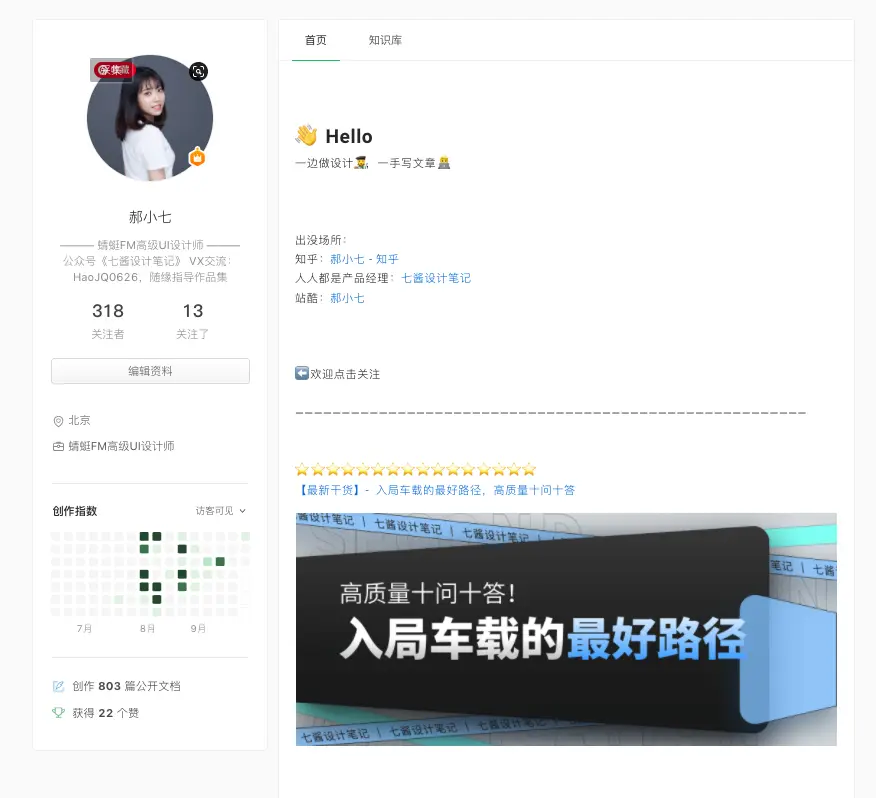 首页 知识库
采集
郝小七
——— 蜻蜓FM高级UI设计师 ———
公众号《七酱设计笔记》 VX交流：
HaoJQ0626，随缘指导作品集
318 13
关注者 关注了
编辑资料
北京
蜻蜓FM高级UI设计师
创作指数 访客可见
7月 8月 9月
创作 803 篇公开文档
获得 22 个赞
👋 Hello
一边做设计👩‍🎨，一手写文章👩‍💻
出没场所：
知乎：郝小七 - 知乎
人人都是产品经理：七酱设计笔记
站酷：郝小七
⬅️欢迎点击关注
⭐⭐⭐⭐⭐⭐⭐⭐⭐⭐⭐⭐⭐⭐⭐⭐
【最新干货】- 入局车载的最好路径，高质量十问十答
酱设计笔记 | 七酱设计笔记 | 七酱设计笔记
笔记 | 七酱
高质量十问十答！
入局车载的最好路径
七酱设计笔记 | 七酱设计笔记 | 七酱设计笔记